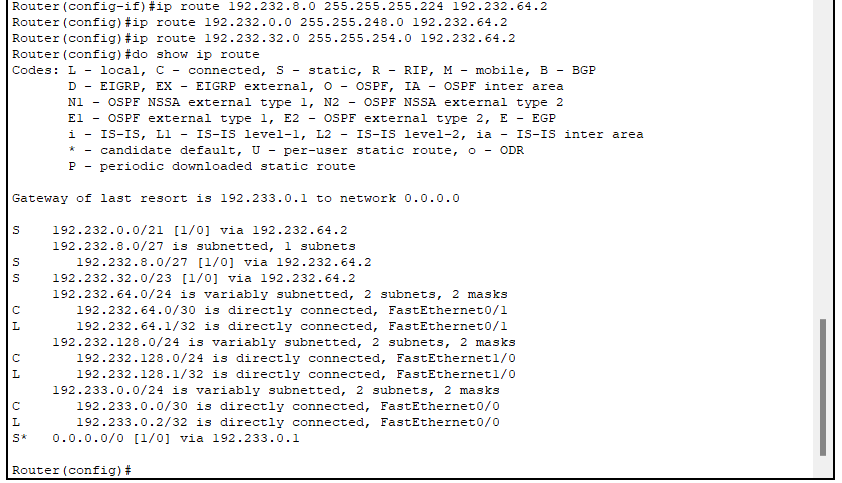 Router(config-if)#ip route 192.232.8.0 255.255.255.224 192.232.64.2
Router(config)#ip route 192.232.0.0 255.255.248.0 192.232.64.2
Router(config)#ip route 192.232.32.0 255.255.254.0 192.232.64.2
Router(config)#do show ip route
Codes: L - local, C - connected, S - static, R - RIP, M - mobile, B - BGP
       D - EIGRP, EX - EIGRP external, O - OSPF, IA - OSPF inter area
       N1 - OSPF NSSA external type 1, N2 - OSPF NSSA external type 2
       E1 - OSPF external type 1, E2 - OSPF external type 2, E - EGP
       i - IS-IS, L1 - IS-IS level-1, L2 - IS-IS level-2, ia - IS-IS inter area
       * - candidate default, U - per-user static route, o - ODR
       P - periodic downloaded static route

Gateway of last resort is 192.233.0.1 to network 0.0.0.0

S    192.232.0.0/21 [1/0] via 192.232.64.2
     192.232.8.0/27 is subnetted, 1 subnets
S       192.232.8.0/27 [1/0] via 192.232.64.2
S    192.232.32.0/23 [1/0] via 192.232.64.2
     192.232.64.0/24 is variably subnetted, 2 subnets, 2 masks
C       192.232.64.0/30 is directly connected, FastEthernet0/1
L       192.232.64.1/32 is directly connected, FastEthernet0/1
     192.232.128.0/24 is variably subnetted, 2 subnets, 2 masks
C       192.232.128.0/24 is directly connected, FastEthernet1/0
L       192.232.128.1/32 is directly connected, FastEthernet1/0
     192.233.0.0/24 is variably subnetted, 2 subnets, 2 masks
C       192.233.0.0/30 is directly connected, FastEthernet0/0
L       192.233.0.2/32 is directly connected, FastEthernet0/0
S*   0.0.0.0/0 [1/0] via 192.233.0.1

Router(config)#